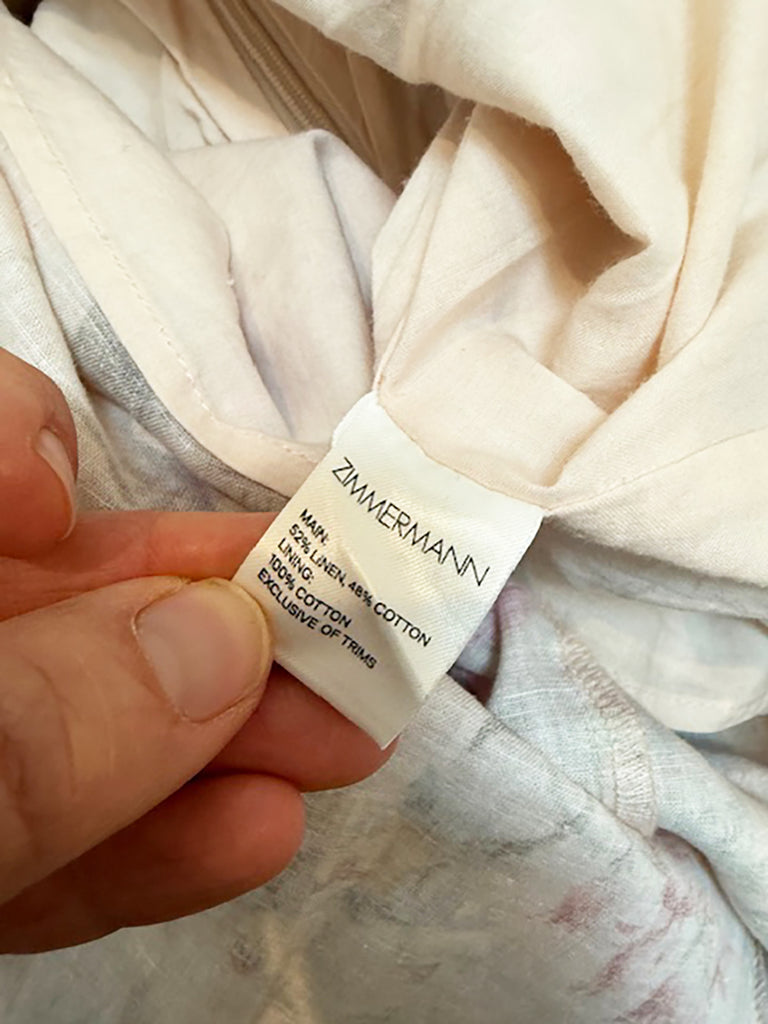 ZIMMERMANN
MAIN:
52% LINEN, 48% COTTON
LINING:
100% COTTON
EXCLUSIVE OF TRIMS